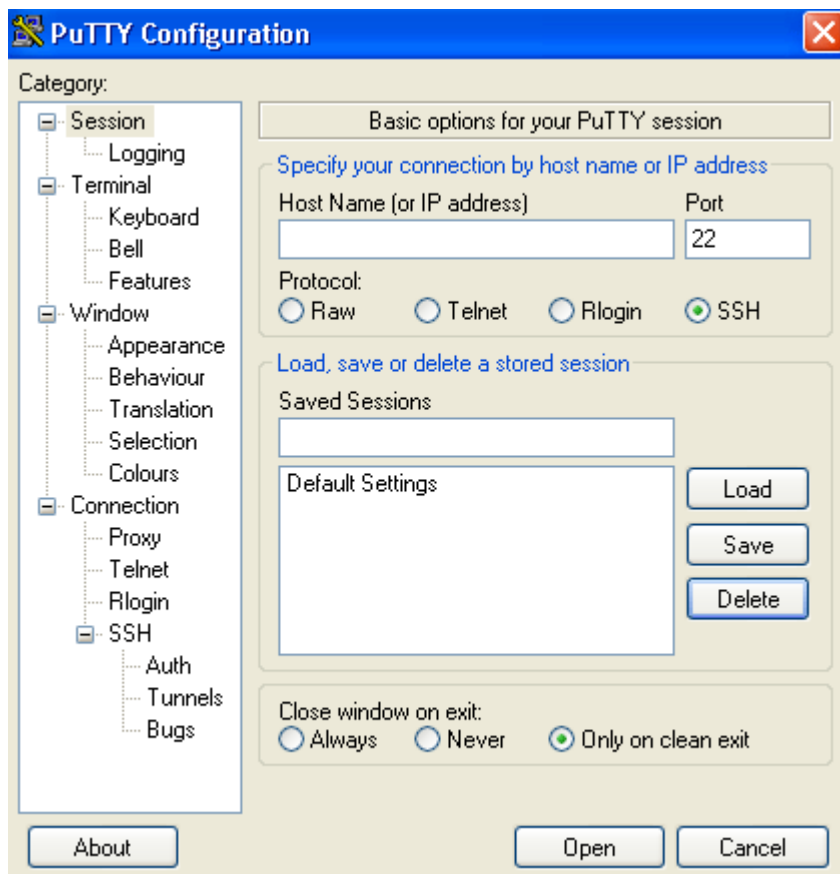 PuTTY Configuration
Category:
Session
Logging
Terminal
Keyboard
Bell
Features
Window
Appearance
Behaviour
Translation
Selection
Colours
Connection
Proxy
Telnet
Rlogin
SSH
Auth
Tunnels
Bugs
Basic options for your PuTTY session
Specify your connection by host name or IP address
Host Name (or IP address) Port
22
Protocol:
Raw Telnet Rlogin SSH
Load, save or delete a stored session
Saved Sessions
Default Settings
Load
Save
Delete
Close window on exit:
Always Never Only on clean exit
About Open Cancel